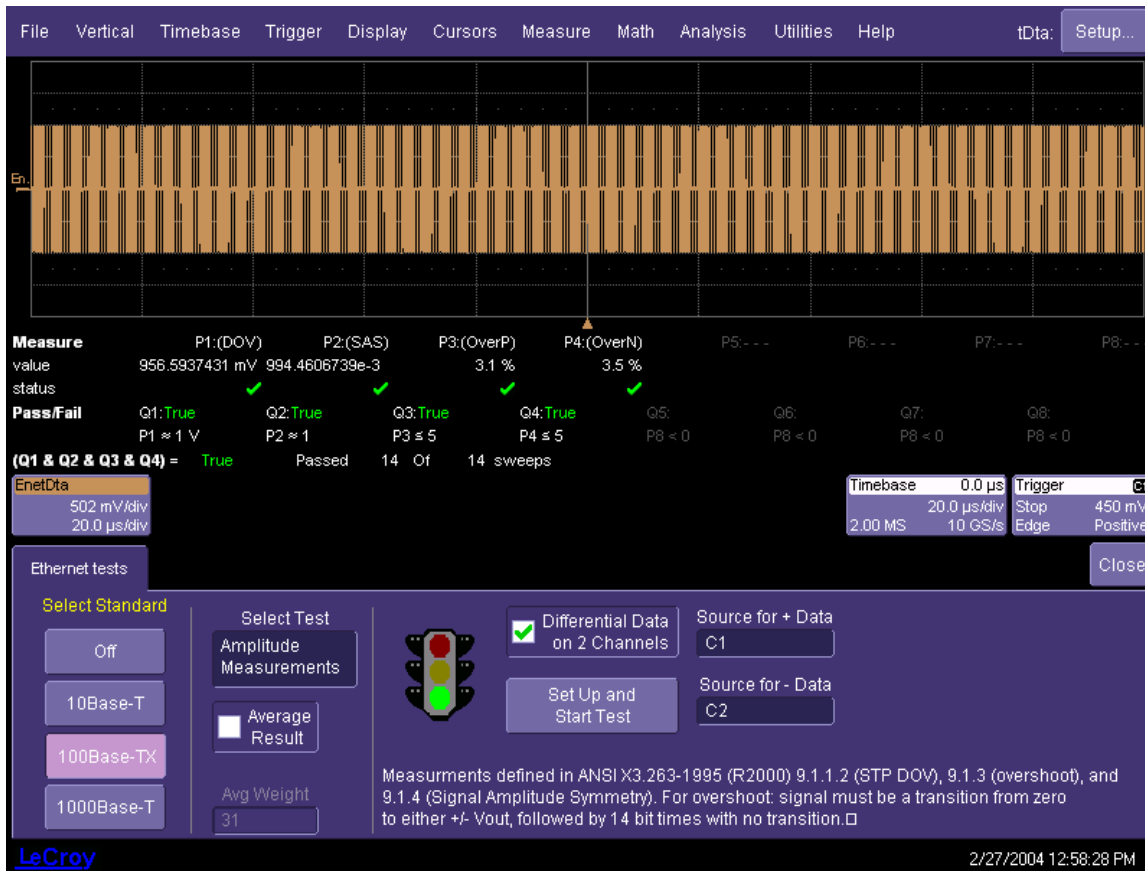 File Vertical Timebase Trigger Display Cursors Measure Math Analysis Utilities Help tDta: Setup...
En.
Measure P1:(DOV) P2:(SAS) P3:(OverP) P4:(OverN) P5:- - - P6:- - - P7:- - - P8:- -
value 956.5937431 mV 994.4606739e-3 3.1 % 3.5 %
status
Pass/Fail Q1:True Q2:True Q3:True Q4:True Q5: Q6: Q7: Q8:
P1 ≈ 1 V P2 ≈ 1 P3 ≤ 5 P4 ≤ 5 P8 < 0 P8 < 0 P8 < 0 P8 < 0
(Q1 & Q2 & Q3 & Q4) = True Passed 14 Of 14 sweeps
EnetDta
502 mV/div
20.0 µs/div
Timebase 0.0 µs
20.0 µs/div
2.00 MS 10 GS/s
Trigger C1
Stop 450 mV
Edge Positive
Ethernet tests
Close
Select Standard
Off
10Base-T
100Base-TX
1000Base-T
Select Test
Amplitude
Measurements
Average
Result
Avg Weight
31
Differential Data
on 2 Channels
Set Up and
Start Test
Source for + Data
C1
Source for - Data
C2
Measurments defined in ANSI X3.263-1995 (R2000) 9.1.1.2 (STP DOV), 9.1.3 (overshoot), and
9.1.4 (Signal Amplitude Symmetry). For overshoot: signal must be a transition from zero
to either +/- Vout, followed by 14 bit times with no transition.□
LeCroy
2/27/2004 12:58:28 PM